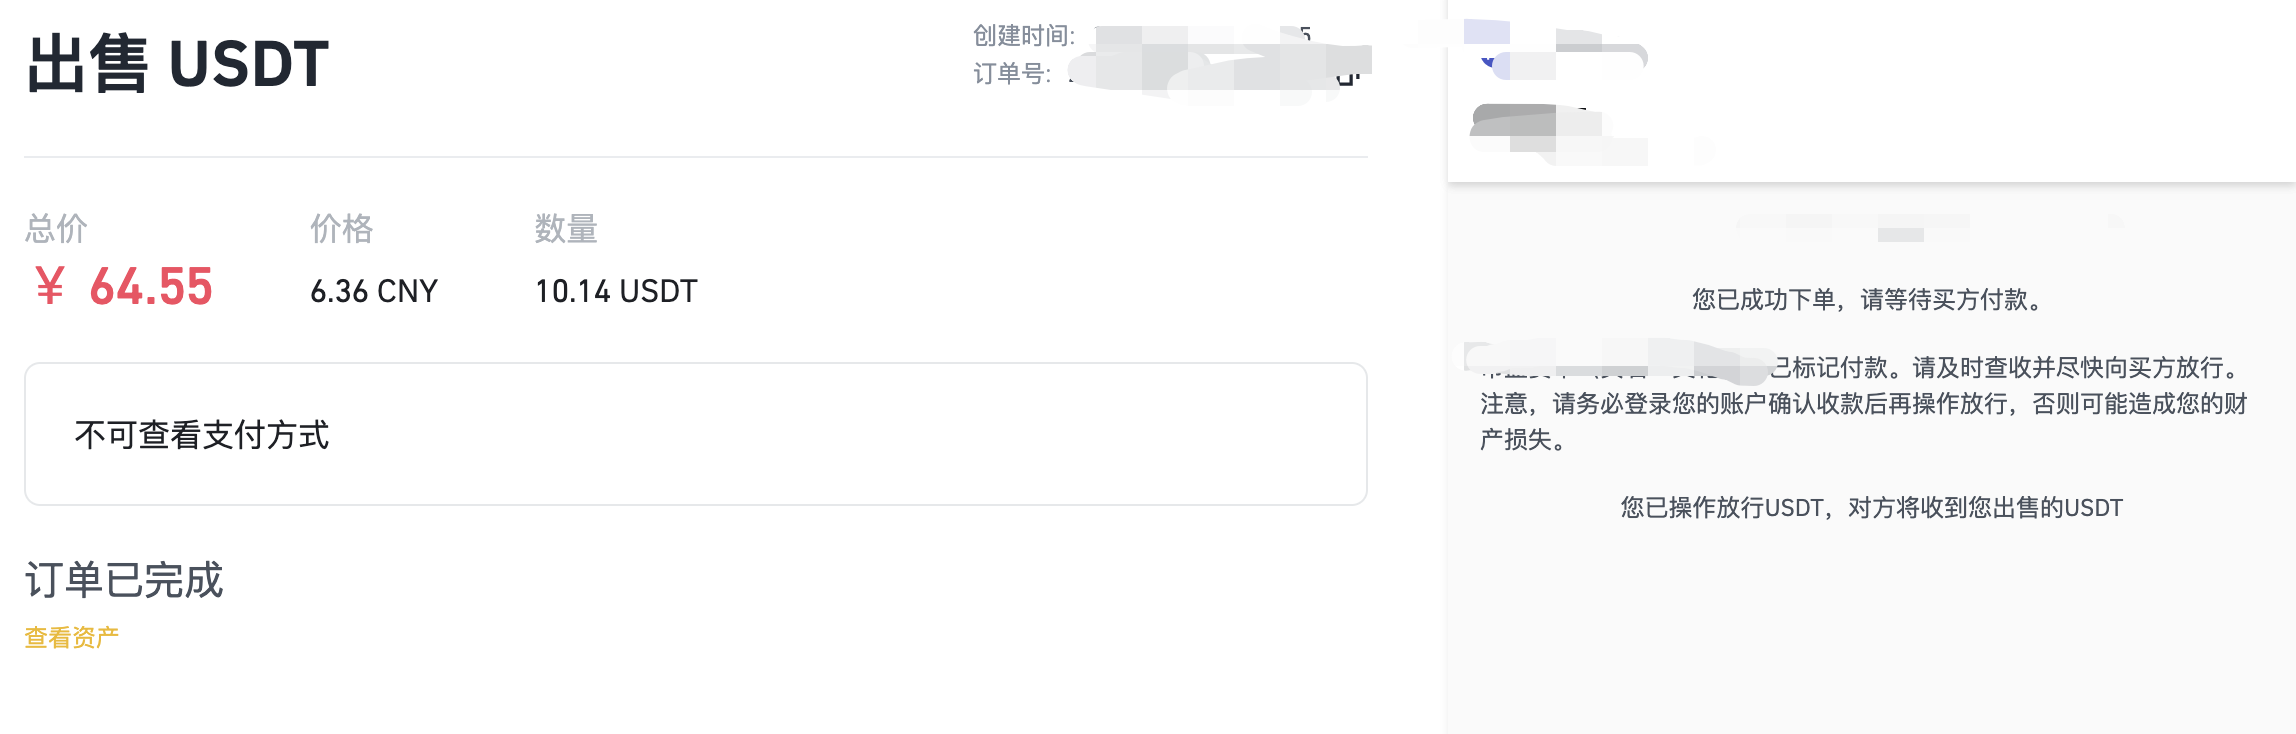 出售 USDT
创建时间:
订单号:
总价
价格
数量
¥ 64.55
6.36 CNY
10.14 USDT
不可查看支付方式
订单已完成
查看资产
您已成功下单，请等待买方付款。
已标记付款。请及时查收并尽快向买方放行。
注意，请务必登录您的账户确认收款后再操作放行，否则可能造成您的财
产损失。
您已操作放行USDT，对方将收到您出售的USDT